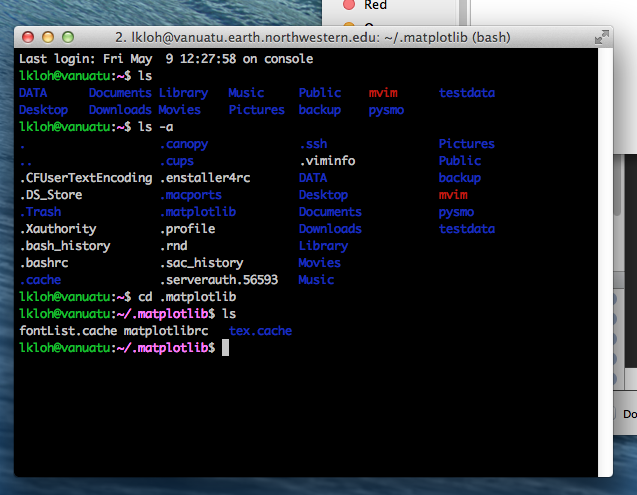 Red
2. lkloh@vanuatu.earth.northwestern.edu: ~/.matplotlib (bash)
Last login: Fri May  9 12:27:58 on console
lkloh@vanuatu:~$ ls
DATA Documents Library Music Public mvim testdata
Desktop Downloads Movies Pictures backup pysmo
lkloh@vanuatu:~$ ls -a
. .canopy .ssh Pictures
.. .cups .viminfo Public
.CFUserTextEncoding .enstaller4rc DATA backup
.DS_Store .macports Desktop mvim
.Trash .matplotlib Documents pysmo
.Xauthority .profile Downloads testdata
.bash_history .rnd Library
.bashrc .sac_history Movies
.cache .serverauth.56593 Music
lkloh@vanuatu:~$ cd .matplotlib
lkloh@vanuatu:~/.matplotlib$ ls
fontList.cache matplotlibrc tex.cache
lkloh@vanuatu:~/.matplotlib$
Do